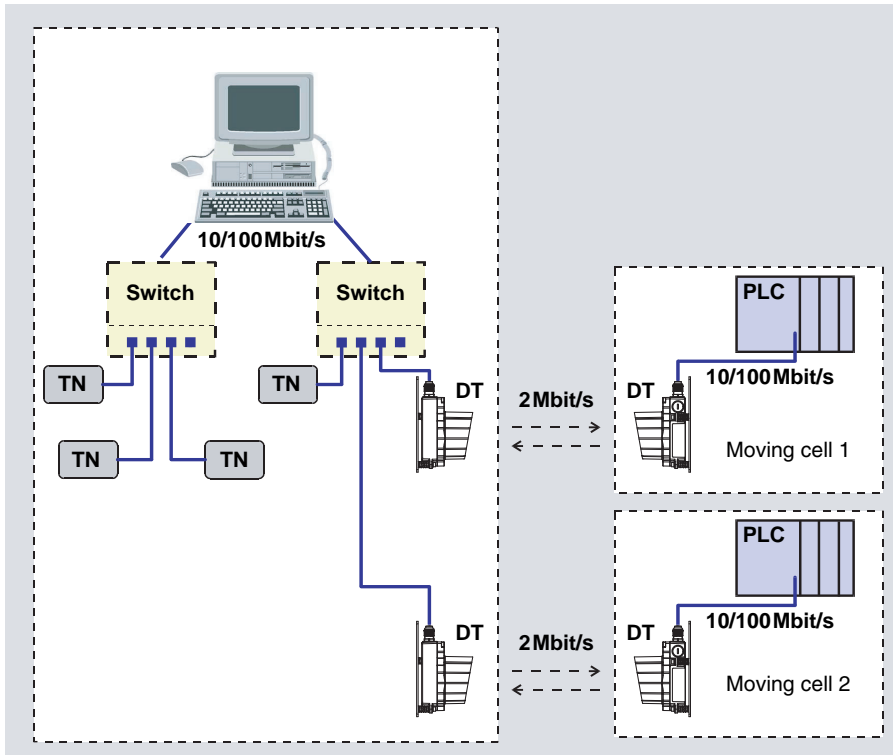 10/100Mbit/s
Switch
Switch
TN
TN
TN
TN
DT
2Mbit/s
DT
PLC
10/100Mbit/s
Moving cell 1
DT
2Mbit/s
DT
PLC
10/100Mbit/s
Moving cell 2